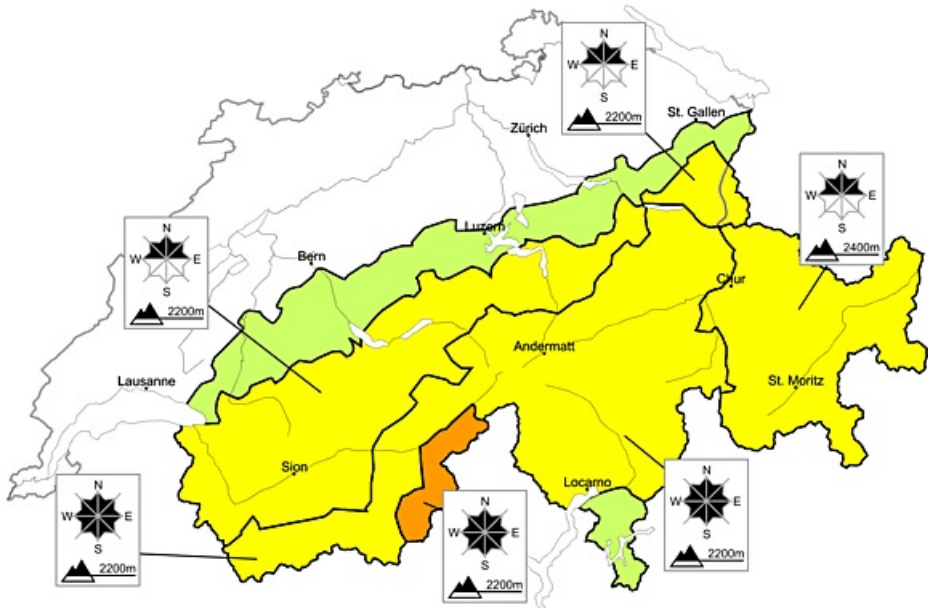 N
W E
S
2200m
St. Gallen
Zürich
N
W E
S
2400m
N
W E
S
2200m
Luzern
Bern
Chur
Andermatt
Lausanne
St. Moritz
Sion
Locarno
N
W E
S
2200m
N
W E
S
2200m
N
W E
S
2200m